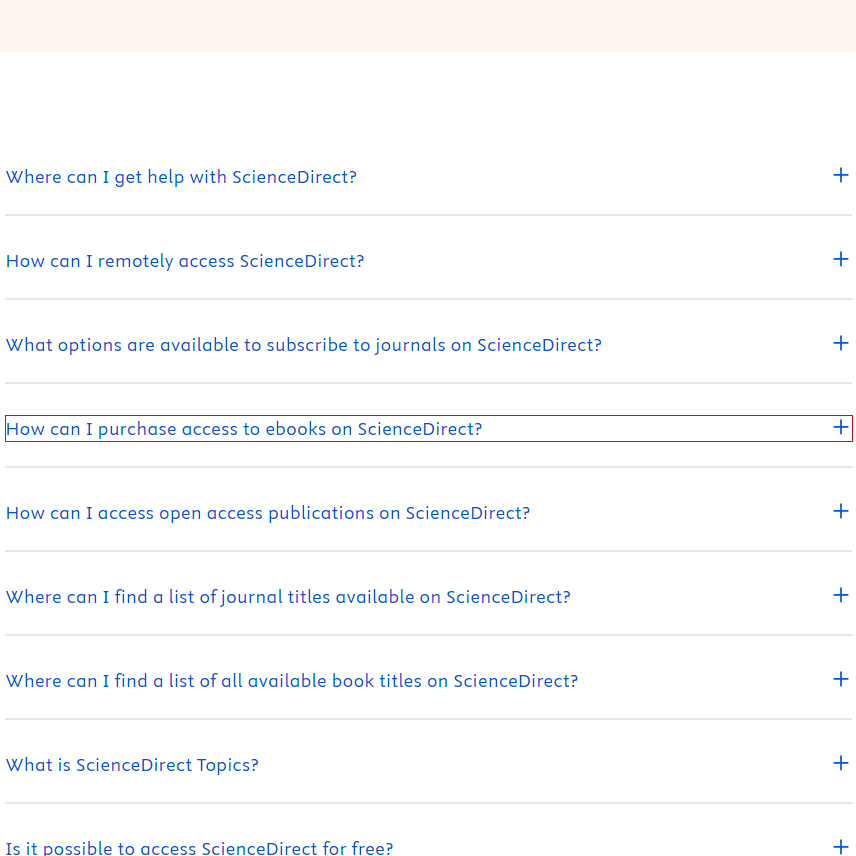 Where can I get help with ScienceDirect?
How can I remotely access ScienceDirect?
What options are available to subscribe to journals on ScienceDirect?
How can I purchase access to ebooks on ScienceDirect?
How can I access open access publications on ScienceDirect?
Where can I find a list of journal titles available on ScienceDirect?
Where can I find a list of all available book titles on ScienceDirect?
What is ScienceDirect Topics?
Is it possible to access ScienceDirect for free?